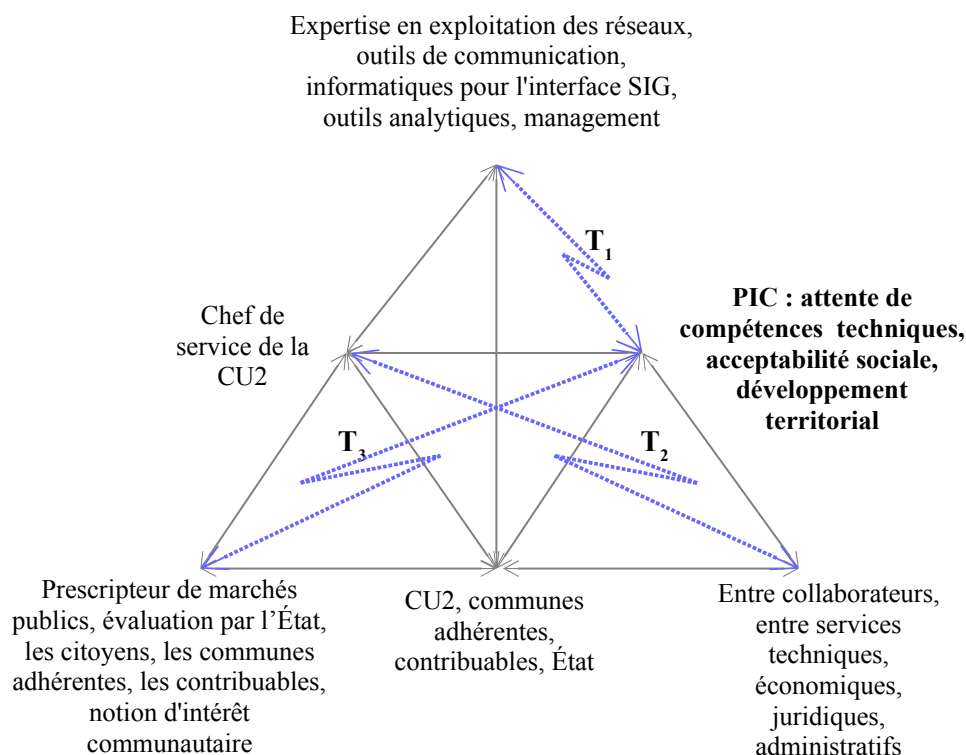 Expertise en exploitation des réseaux,
outils de communication,
informatiques pour l'interface SIG,
outils analytiques, management
T1
PIC : attente de
compétences techniques,
acceptabilité sociale,
développement
territorial
Chef de
service de la
CU2
T3
T2
Prescripteur de marchés
publics, évaluation par l’État,
les citoyens, les communes
adhérentes, les contribuables,
notion d'intérêt
communautaire
CU2, communes
adhérentes,
contribuables, État
Entre collaborateurs,
entre services
techniques,
économiques,
juridiques,
administratifs